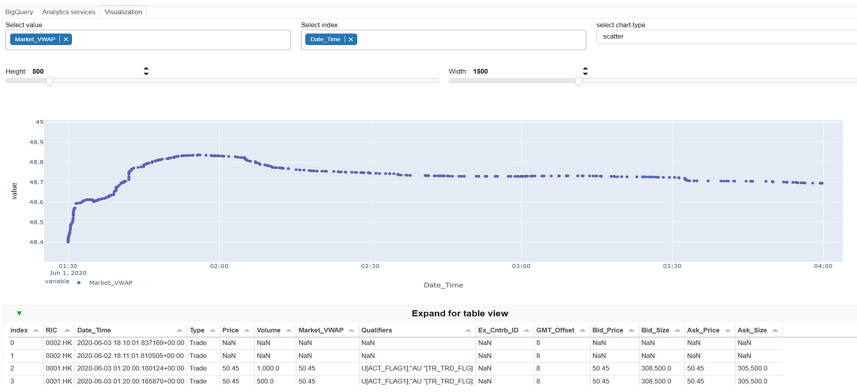 BigQuery Analytics services Visualization
Select value Select index select chart type
Market_VWAP × Date_Time × scatter
Height: 500 Width: 1500
49
48.9
48.8
48.7
48.6
48.5
48.4
value
01:30 02:00 02:30 03:00 03:30 04:00
Jun 1, 2020
Date_Time
variable Market_VWAP
Expand for table view
index RIC Date_Time Type Price Volume Market_VWAP Qualifiers Ex_Cntrb_ID GMT_Offset Bid_Price Bid_Size Ask_Price Ask_Size
0 0002.HK 2020-06-03 18:10:01.837169+00:00 Trade NaN NaN NaN NaN NaN 8 NaN NaN NaN NaN
1 0002.HK 2020-06-02 18:11:01.810505+00:00 Trade NaN NaN NaN NaN NaN 8 NaN NaN NaN NaN
2 0001.HK 2020-06-03 01:20:00.180124+00:00 Trade 50.45 1,000.0 50.45 U[ACT_FLAG1];"AU "[TR_TRD_FLG] NaN 8 50.45 308,500.0 50.45 305,500.0
3 0001.HK 2020-06-03 01:20:00.185870+00:00 Trade 50.45 500.0 50.45 U[ACT_FLAG1];"AU "[TR_TRD_FLG] NaN 8 50.45 308,500.0 50.45 305,500.0